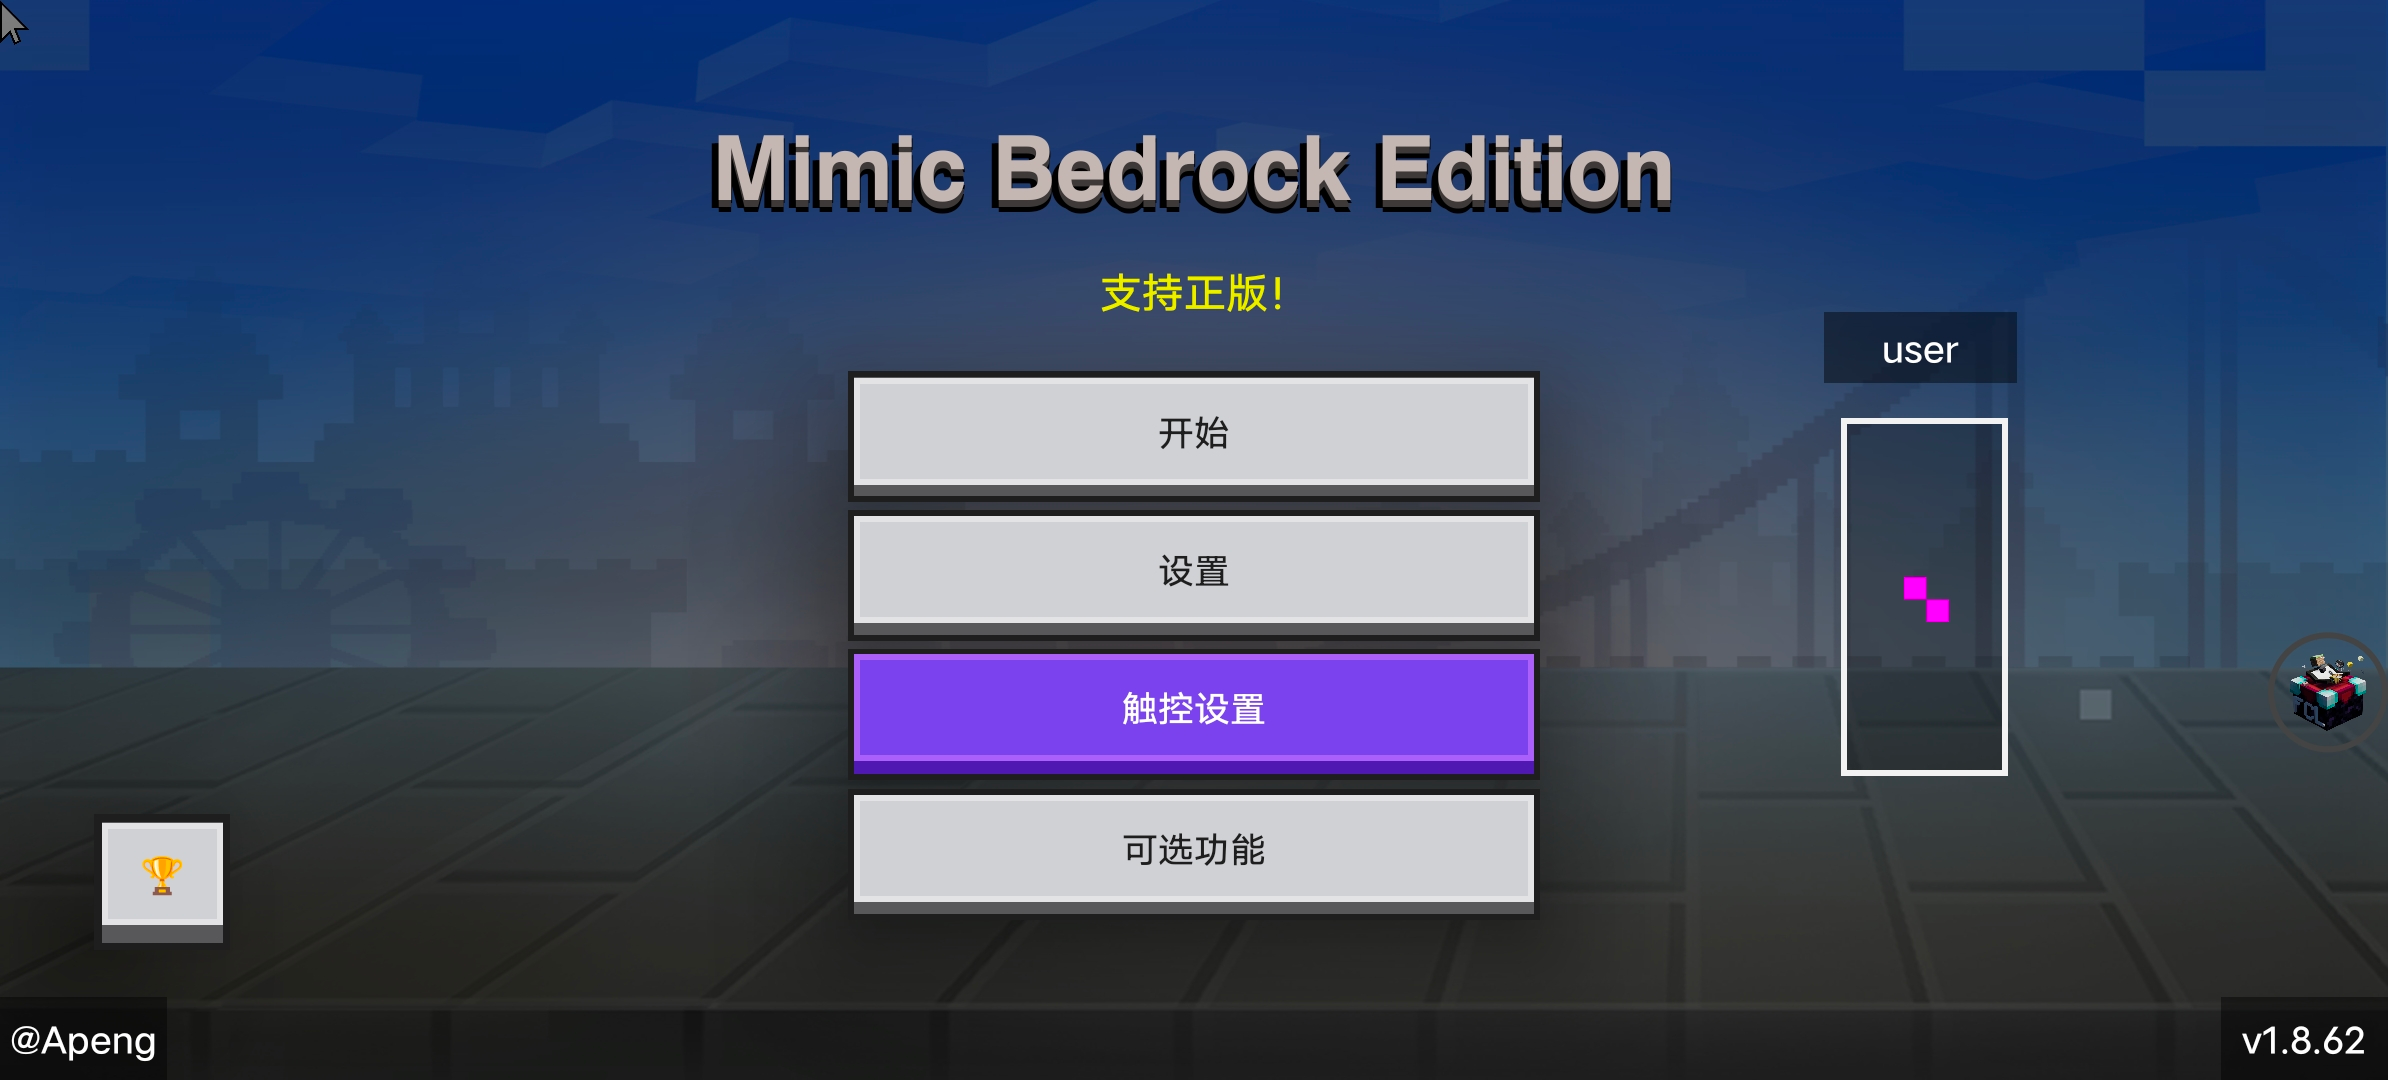 Mimic Bedrock Edition
支持正版!
user
开始
设置
触控设置
可选功能
FCL
@Apeng
v1.8.62